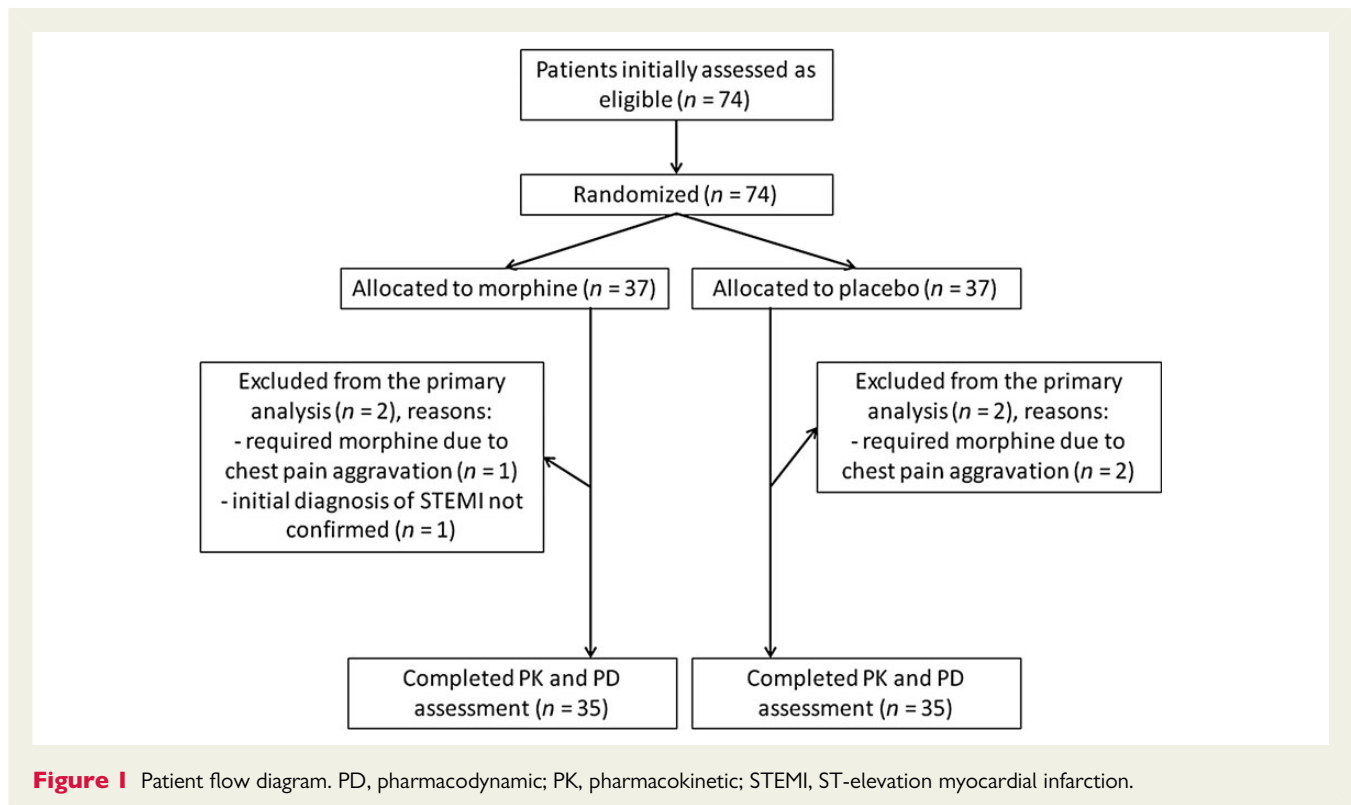 Patients initially assessed as
eligible (n = 74)
Randomized (n = 74)
Allocated to morphine (n = 37)
Allocated to placebo (n = 37)
Excluded from the primary
analysis (n = 2), reasons:
- required morphine due to
chest pain aggravation (n = 1)
- initial diagnosis of STEMI not
confirmed (n = 1)
Excluded from the primary
analysis (n = 2), reasons:
- required morphine due to
chest pain aggravation (n = 2)
Completed PK and PD
assessment (n = 35)
Completed PK and PD
assessment (n = 35)
Figure 1 Patient flow diagram. PD, pharmacodynamic; PK, pharmacokinetic; STEMI, ST-elevation myocardial infarction.